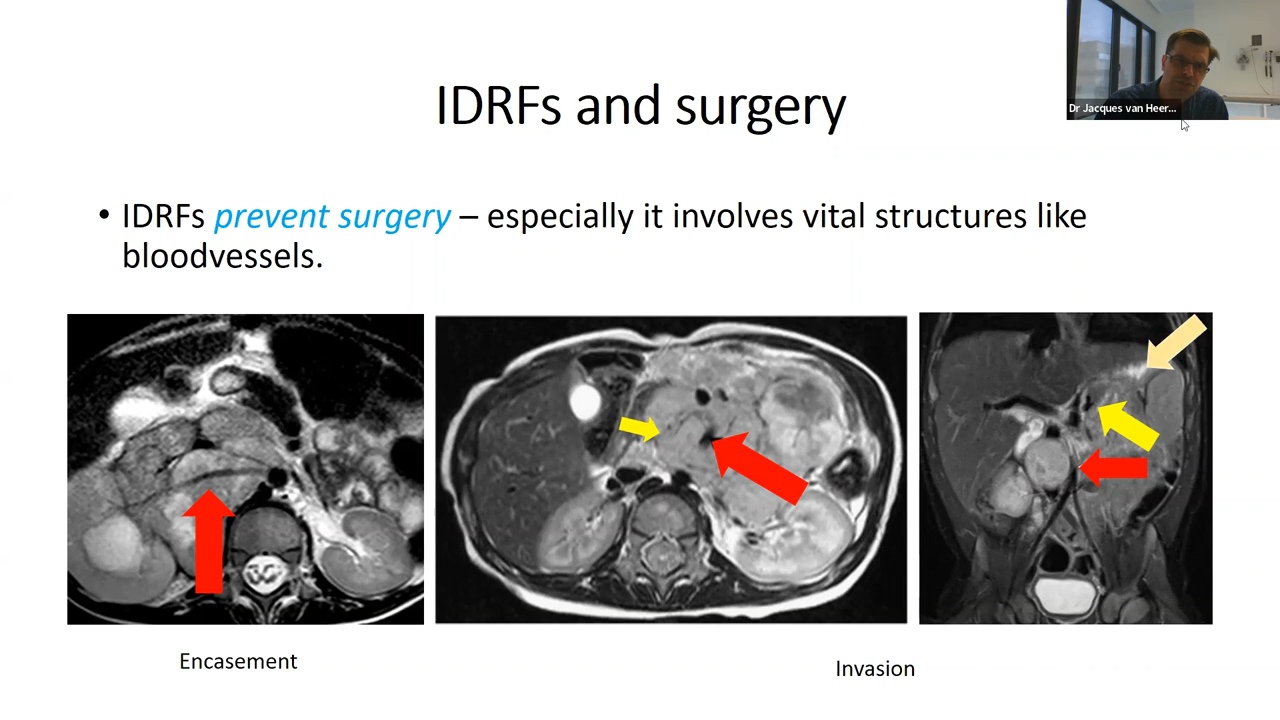 Dr Jacques van Heer...
IDRFs and surgery
• IDRFs prevent surgery – especially it involves vital structures like
bloodvessels.
Encasement
Invasion